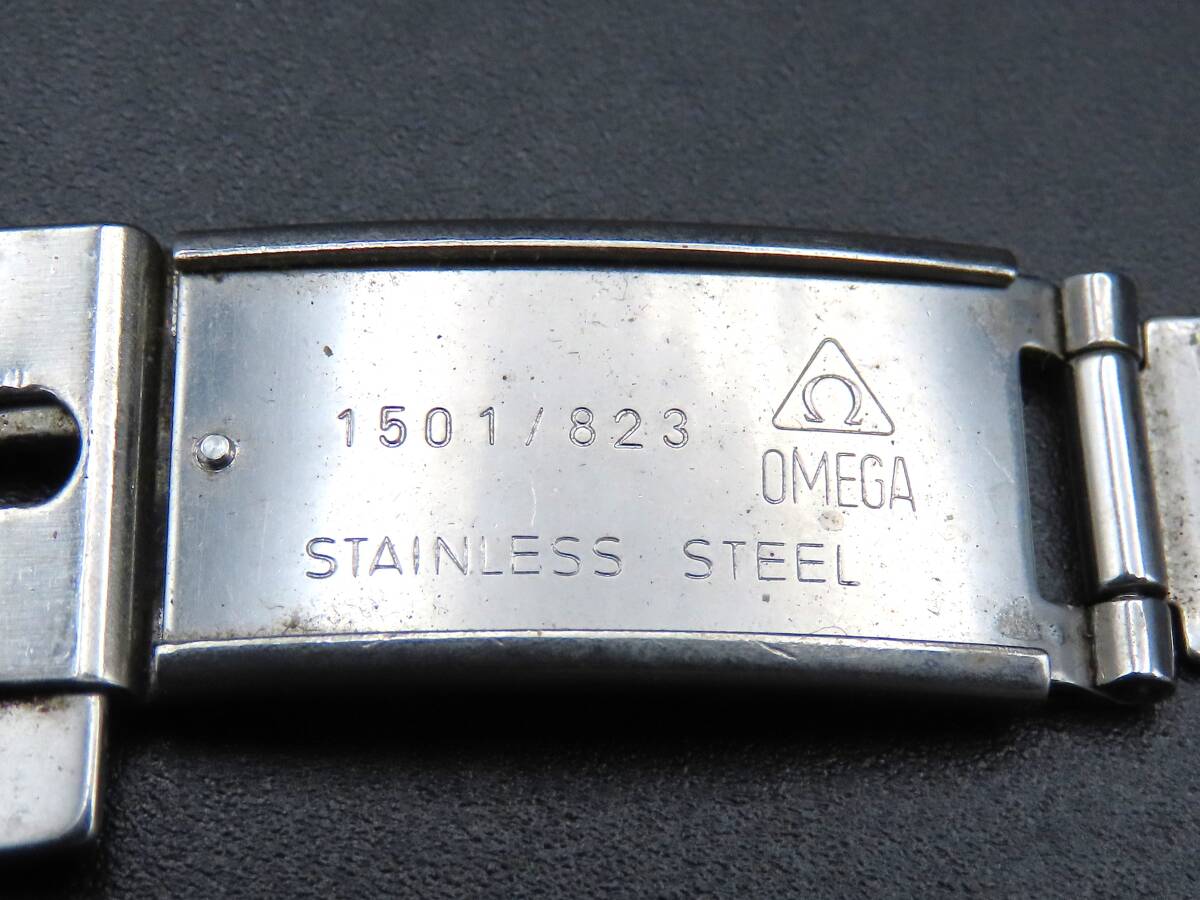 1501/823
Ω
OMEGA
STAINLESS STEEL